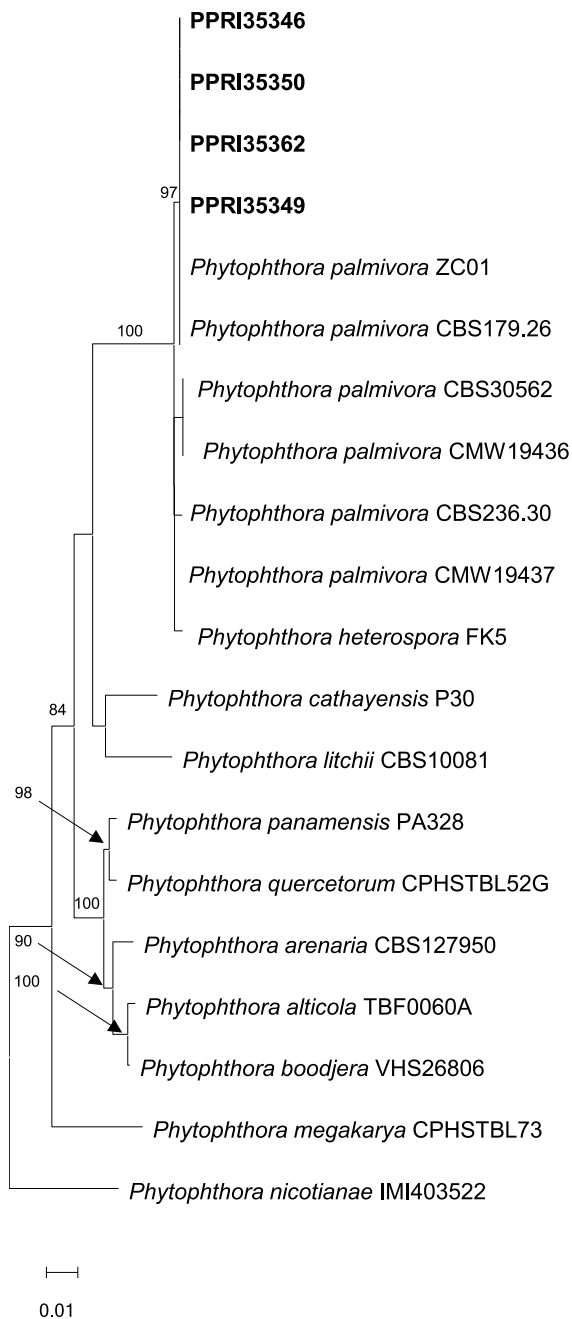 PPRI35346
PPRI35350
PPRI35362
97
PPRI35349
Phytophthora palmivora ZC01
100
Phytophthora palmivora CBS179.26
Phytophthora palmivora CBS30562
Phytophthora palmivora CMW19436
Phytophthora palmivora CBS236.30
Phytophthora palmivora CMW19437
Phytophthora heterospora FK5
Phytophthora cathayensis P30
84
Phytophthora litchii CBS10081
98
Phytophthora panamensis PA328
Phytophthora quercetorum CPHSTBL52G
100
90
Phytophthora arenaria CBS127950
100
Phytophthora alticola TBF0060A
Phytophthora boodjera VHS26806
Phytophthora megakarya CPHSTBL73
Phytophthora nicotianae IMI403522
0.01